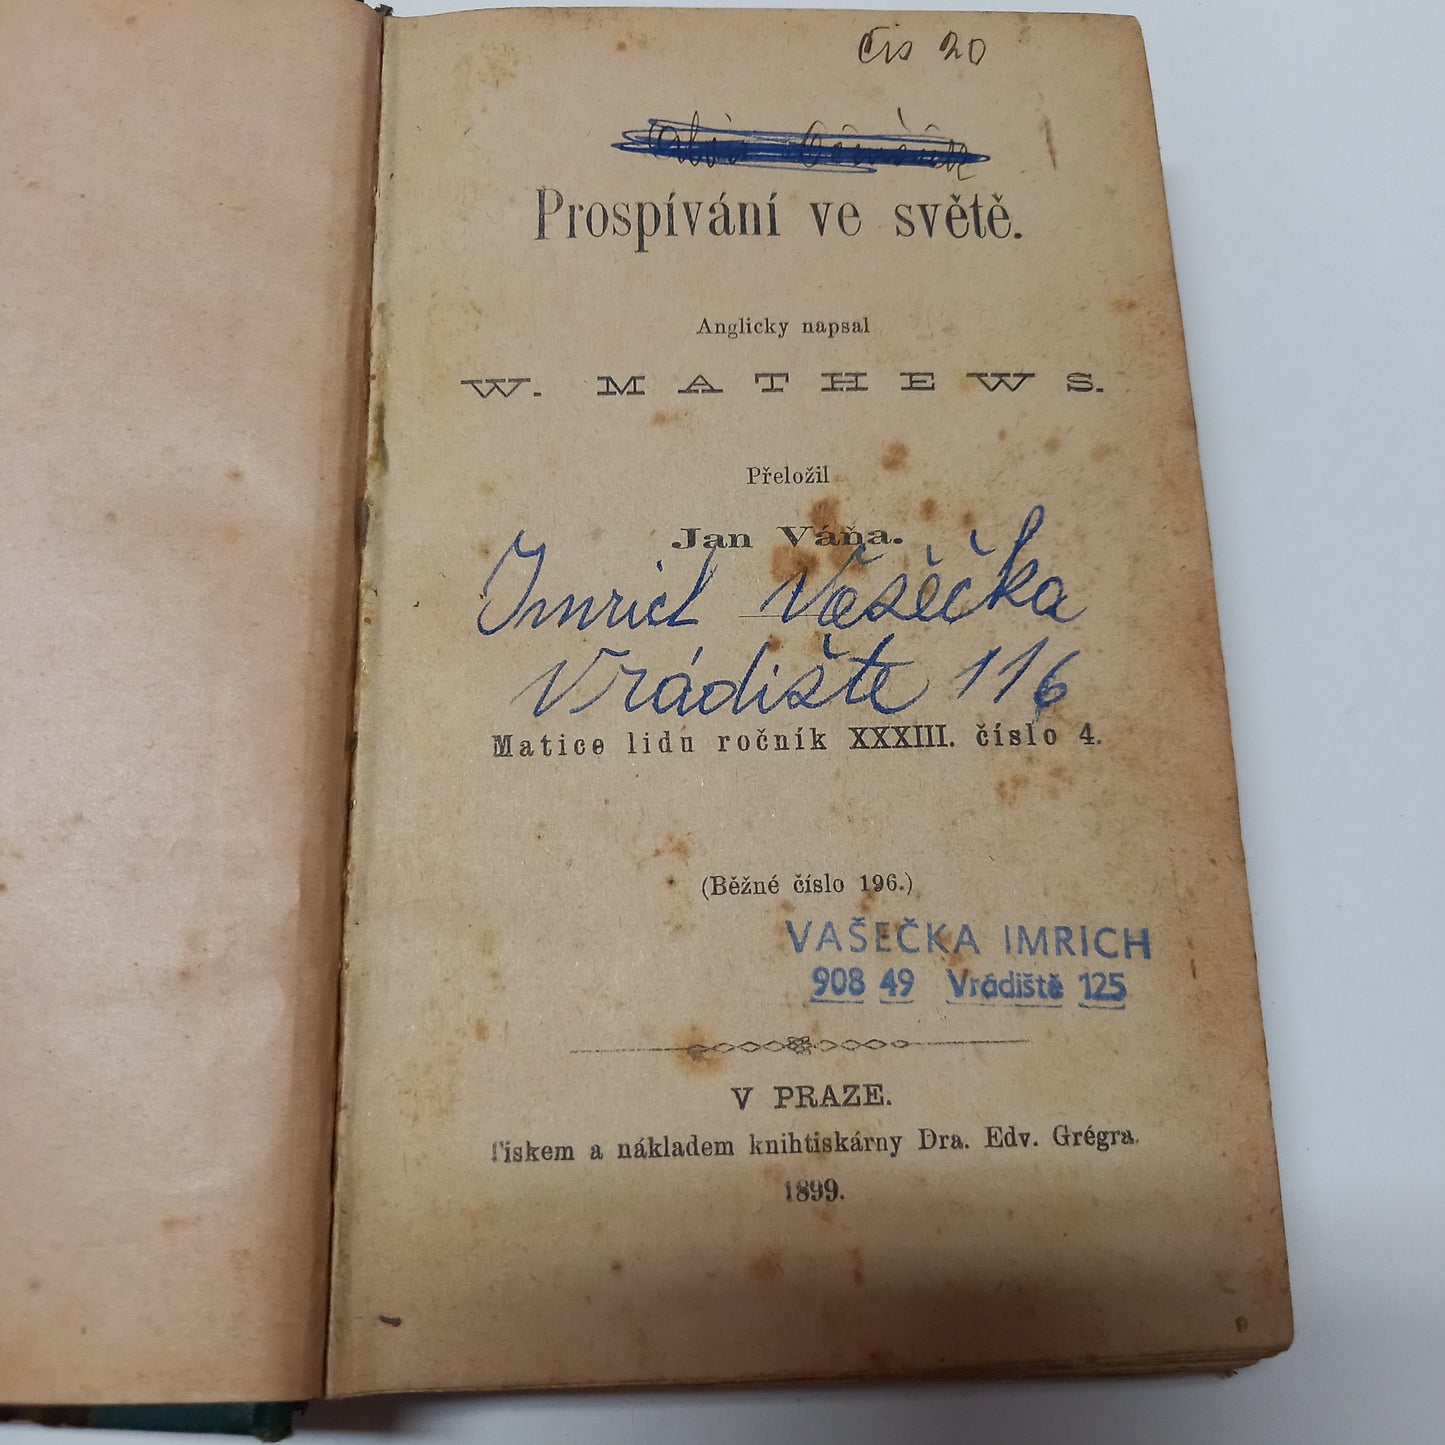 čís 20
Prospívání ve světě.
Anglicky napsal
W. MATHEWS.
Přeložil
Jan Váňa.
Imrich Vašečka
Vrádište 116
Matice lidu ročník XXXIII. číslo 4.
(Běžné číslo 196.)
VAŠEČKA IMRICH
908 49 Vrádiště 125
V PRAZE.
Tiskem a nákladem knihtiskárny Dra. Edv. Grégra.
1899.